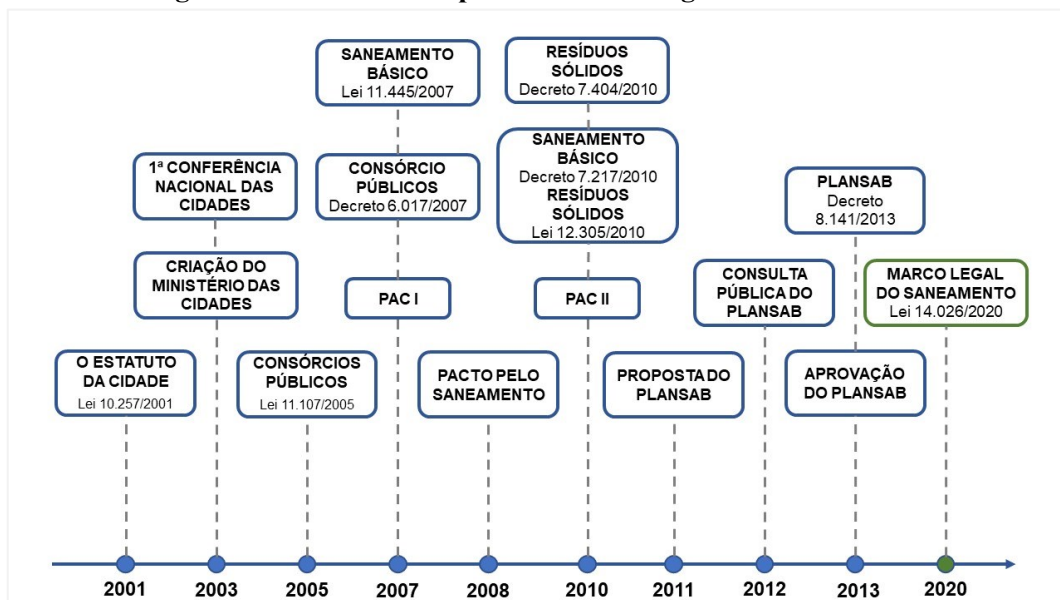 SANEAMENTO
BÁSICO
Lei 11.445/2007
RESÍDUOS
SÓLIDOS
Decreto 7.404/2010
1ª CONFERÊNCIA
NACIONAL DAS
CIDADES
CONSÓRCIO
PÚBLICOS
Decreto 6.017/2007
SANEAMENTO
BÁSICO
Decreto 7.217/2010
RESÍDUOS
SÓLIDOS
Lei 12.305/2010
PLANSAB
Decreto
8.141/2013
CRIAÇÃO DO
MINISTÉRIO DAS
CIDADES
PAC I
PAC II
CONSULTA
PÚBLICA DO
PLANSAB
MARCO LEGAL
DO SANEAMENTO
Lei 14.026/2020
O ESTATUTO
DA CIDADE
Lei 10.257/2001
CONSÓRCIOS
PÚBLICOS
Lei 11.107/2005
PACTO PELO
SANEAMENTO
PROPOSTA DO
PLANSAB
APROVAÇÃO
DO PLANSAB
2001 2003 2005 2007 2008 2010 2011 2012 2013 2020